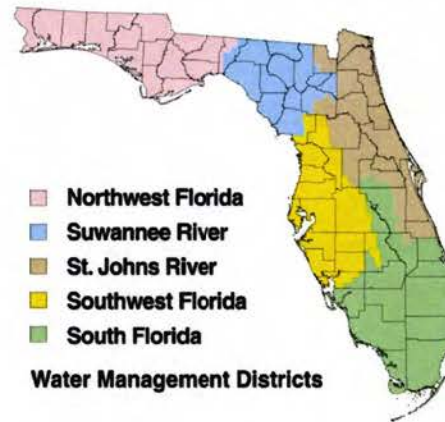 Northwest Florida
Suwannee River
St. Johns River
Southwest Florida
South Florida
Water Management Districts